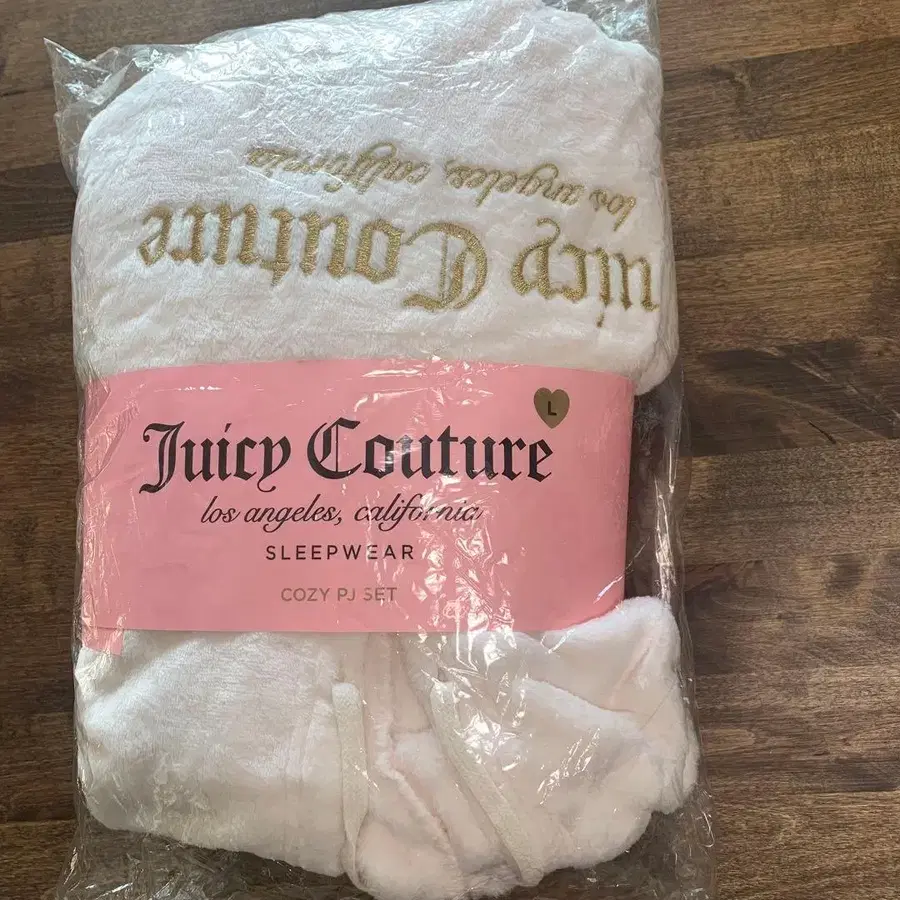 los angeles, california
uicy Couture
L
Juicy Couture
los angeles, california
SLEEPWEAR
COZY PJ SET